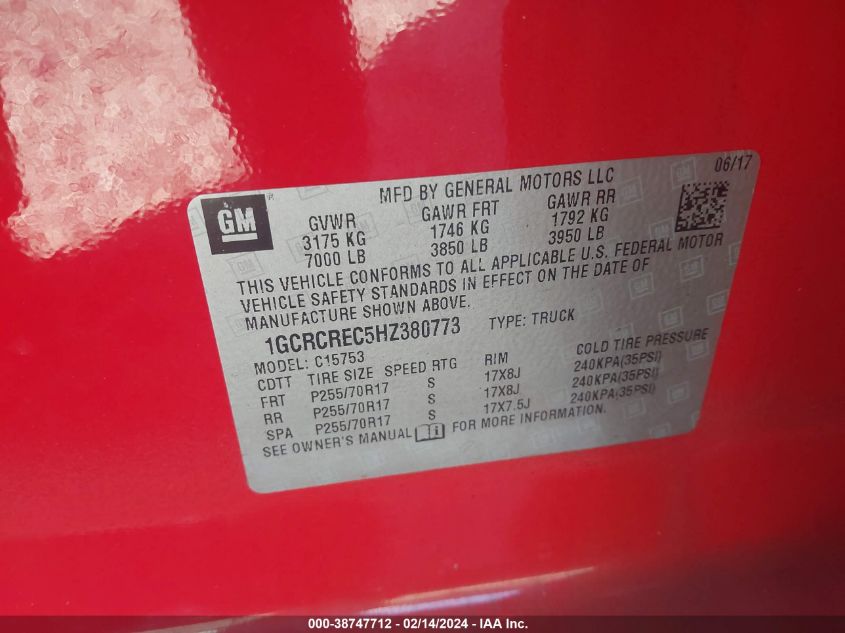 06/17
MFD BY GENERAL MOTORS LLC
GM
GVWR GAWR FRT GAWR RR
3175 KG 1746 KG 1792 KG
7000 LB 3850 LB 3950 LB
THIS VEHICLE CONFORMS TO ALL APPLICABLE U.S. FEDERAL MOTOR
VEHICLE SAFETY STANDARDS IN EFFECT ON THE DATE OF
MANUFACTURE SHOWN ABOVE.
1GCRCREC5HZ380773 TYPE: TRUCK
MODEL: C15753
CDTT TIRE SIZE SPEED RTG RIM COLD TIRE PRESSURE
FRT P255/70R17 S 17X8J 240KPA(35PSI)
RR P255/70R17 S 17X8J 240KPA(35PSI)
SPA P255/70R17 S 17X7.5J 240KPA(35PSI)
SEE OWNER'S MANUAL FOR MORE INFORMATION.
000-38747712 - 02/14/2024 - IAA Inc.